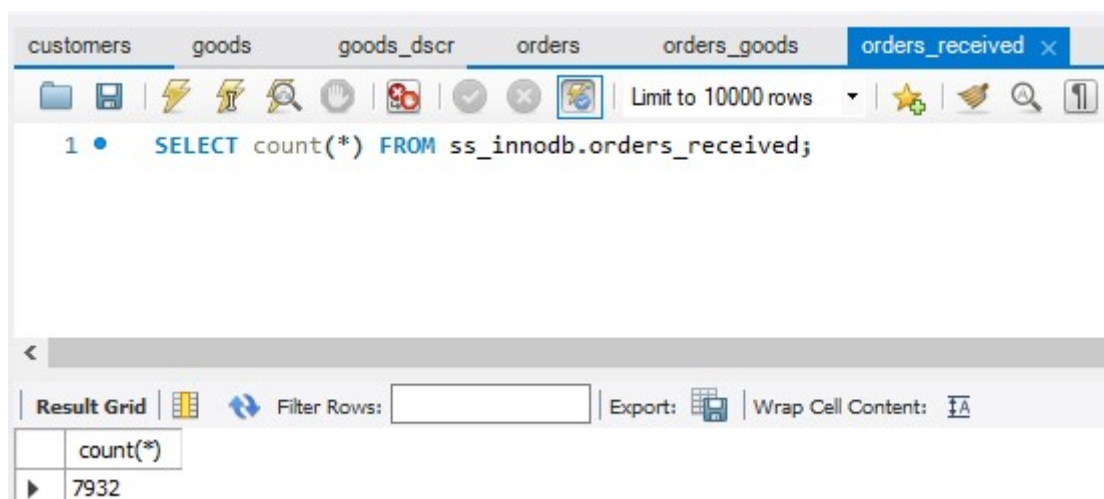 customers goods goods_dscr orders orders_goods orders_received ×
Limit to 10000 rows
1 SELECT count(*) FROM ss_innodb.orders_received;
Result Grid Filter Rows: Export: Wrap Cell Content: IA
count(*)
7932